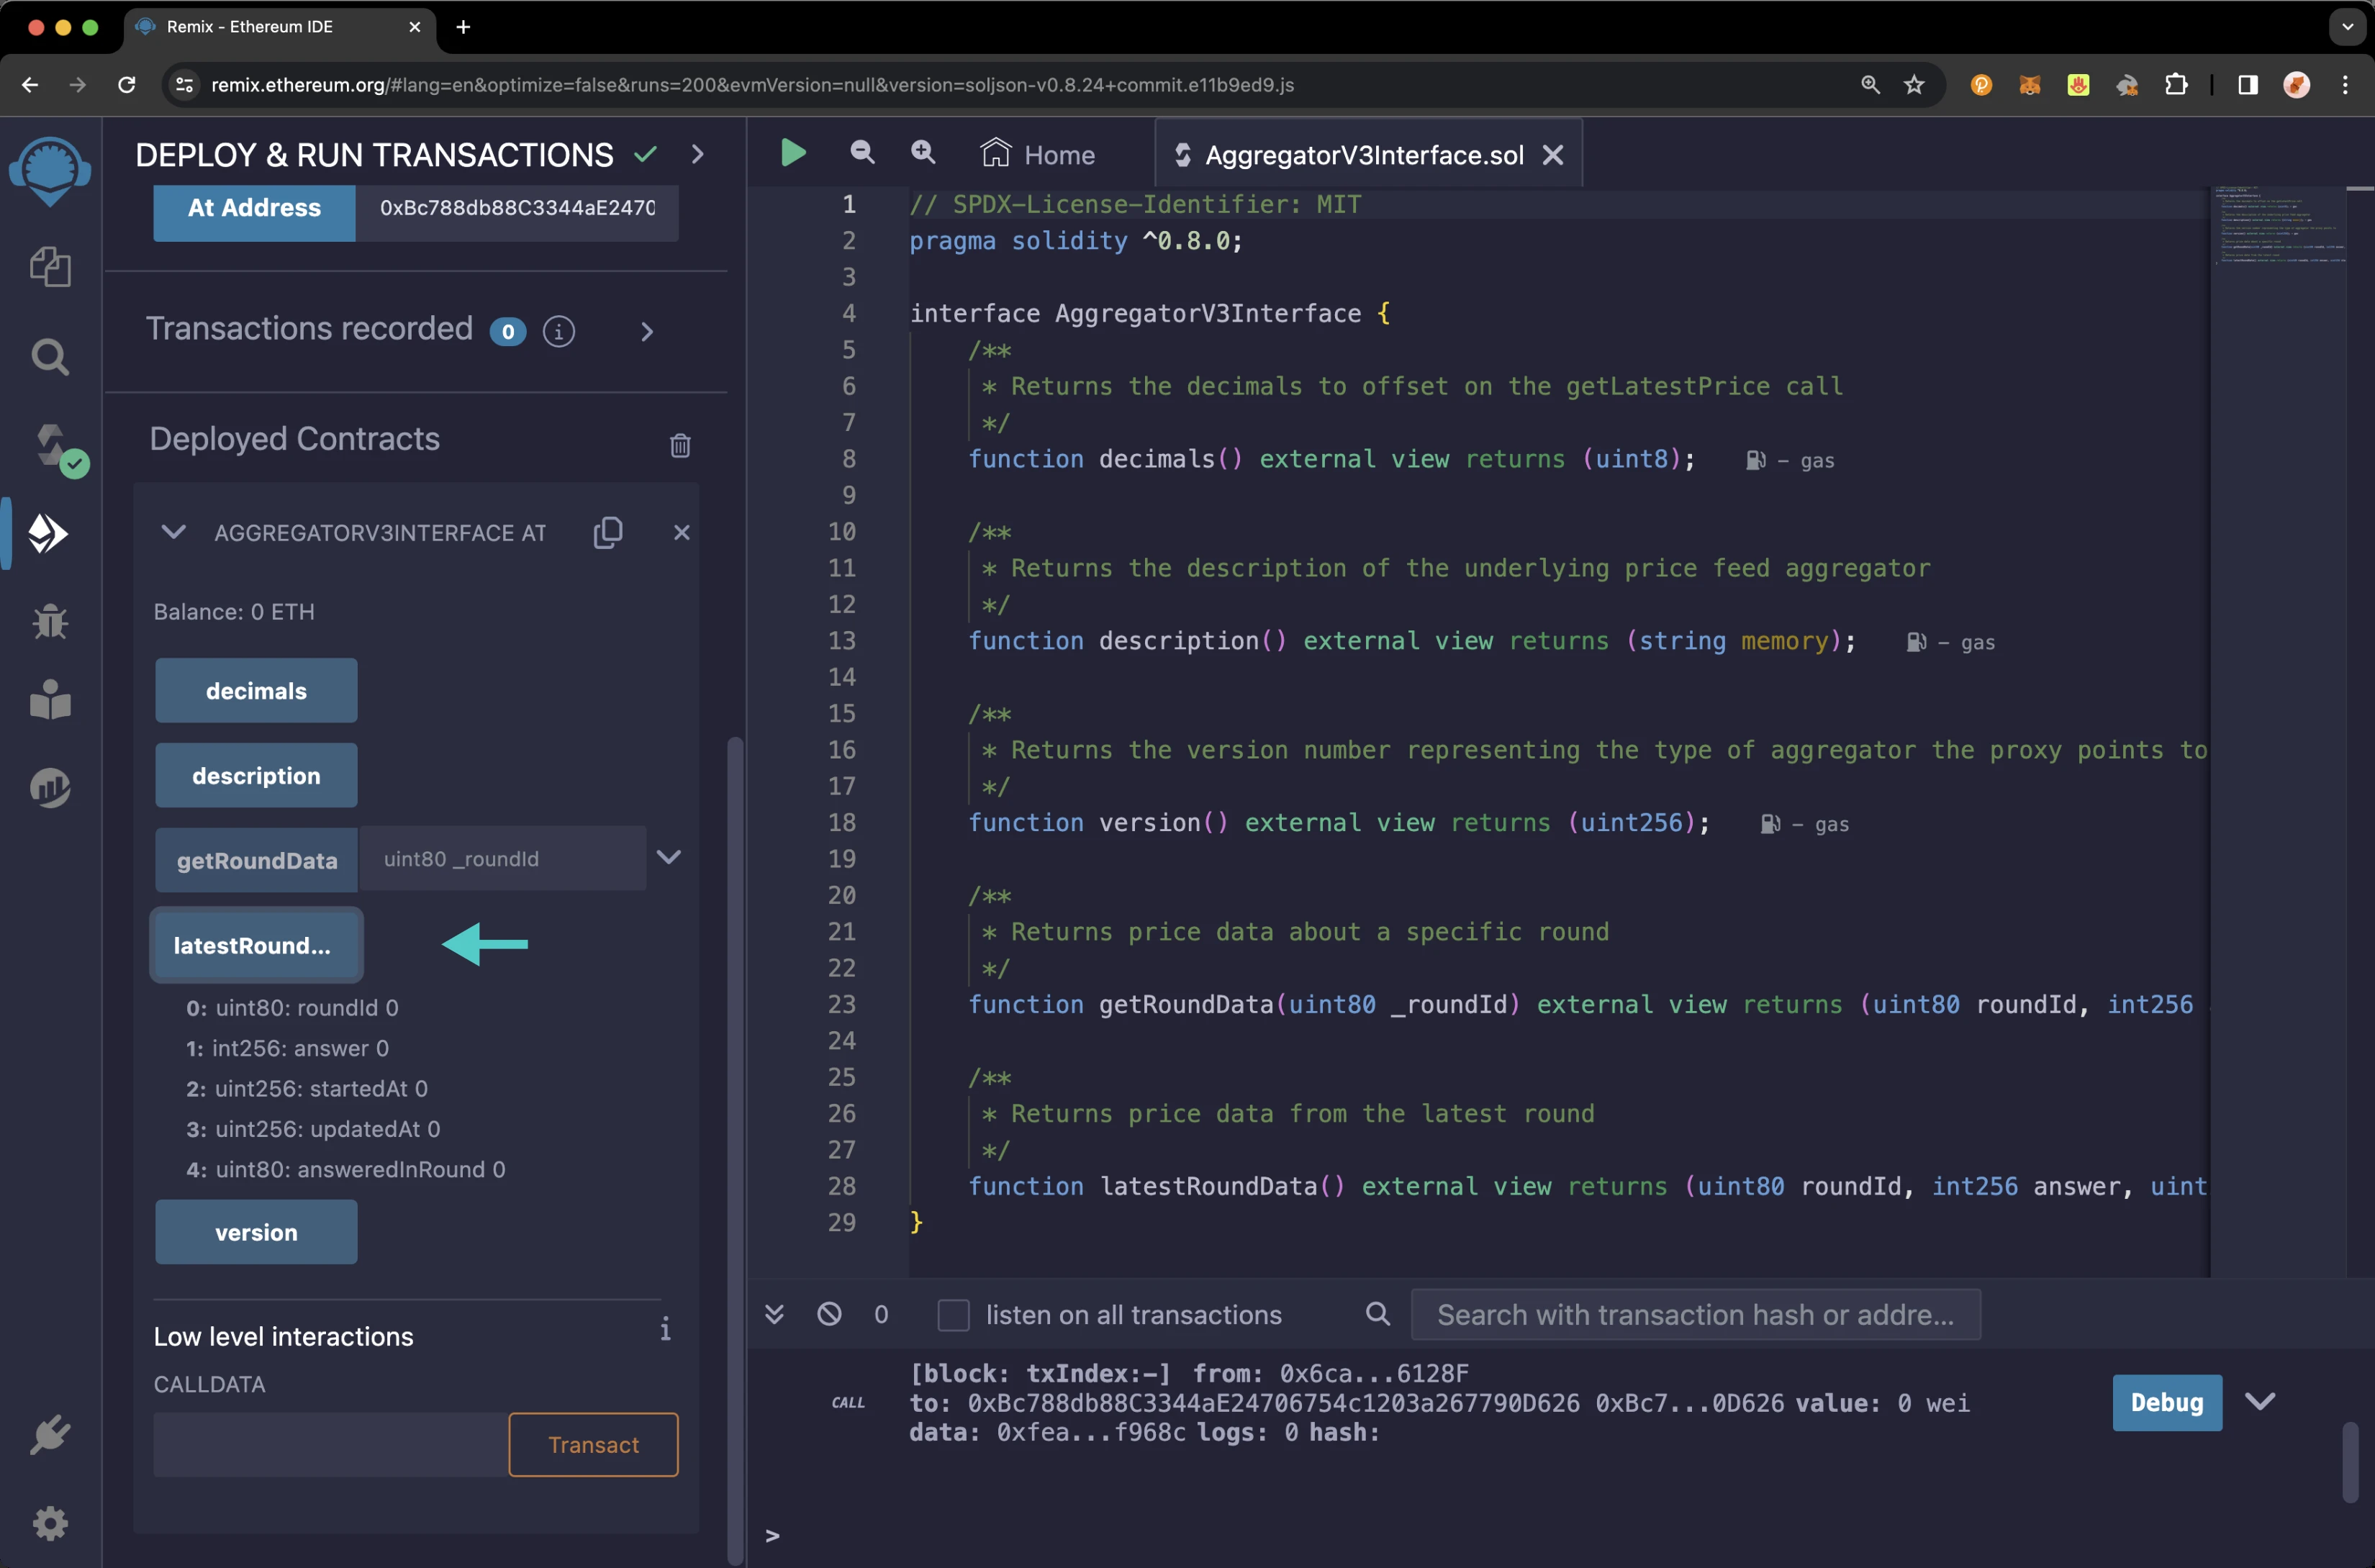 Remix - Ethereum IDE
remix.ethereum.org/#lang=en&optimize=false&runs=200&evmVersion=null&version=soljson-v0.8.24+commit.e11b9ed9.js
DEPLOY & RUN TRANSACTIONS
At Address 0xBc788db88C3344aE2470
Transactions recorded 0 i
Deployed Contracts
AGGREGATORV3INTERFACE AT
Balance: 0 ETH
decimals
description
getRoundData uint80 _roundId
latestRound...
0: uint80: roundId 0
1: int256: answer 0
2: uint256: startedAt 0
3: uint256: updatedAt 0
4: uint80: answeredInRound 0
version
Low level interactions i
CALLDATA
Transact
Home AggregatorV3Interface.sol
1 // SPDX-License-Identifier: MIT
2 pragma solidity ^0.8.0;
3
4 interface AggregatorV3Interface {
5 /**
6 * Returns the decimals to offset on the getLatestPrice call
7 */
8 function decimals() external view returns (uint8); - gas
9
10 /**
11 * Returns the description of the underlying price feed aggregator
12 */
13 function description() external view returns (string memory); - gas
14
15 /**
16 * Returns the version number representing the type of aggregator the proxy points to
17 */
18 function version() external view returns (uint256); - gas
19
20 /**
21 * Returns price data about a specific round
22 */
23 function getRoundData(uint80 _roundId) external view returns (uint80 roundId, int256
24
25 /**
26 * Returns price data from the latest round
27 */
28 function latestRoundData() external view returns (uint80 roundId, int256 answer, uint
29 }
0 listen on all transactions Search with transaction hash or addre...
[block: txIndex:-] from: 0x6ca...6128F
CALL to: 0xBc788db88C3344aE24706754c1203a267790D626 0xBc7...0D626 value: 0 wei Debug
data: 0xfea...f968c logs: 0 hash:
>